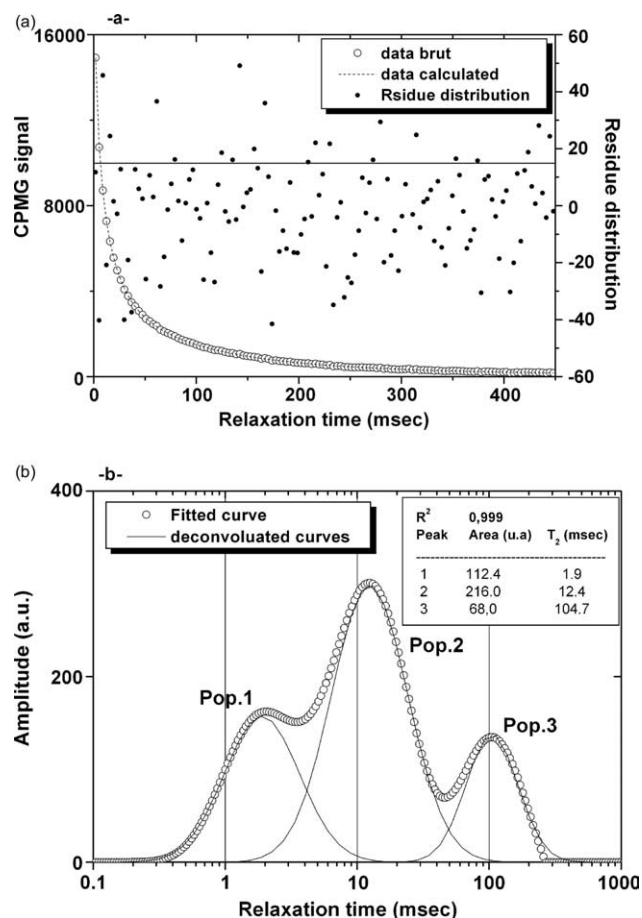 (a) -a-
16000
8000
0
CPMG signal
data brut
data calculated
Rsidue distribution
60
40
20
0
-20
-40
-60
Residue distribution
0 100 200 300 400
Relaxation time (msec)
(b) -b-
400
200
0
Amplitude (a.u.)
Fitted curve
deconvoluated curves
R² 0,999
Peak Area (u.a) T₂ (msec)
1 112.4 1.9
2 216.0 12.4
3 68,0 104.7
Pop.1
Pop.2
Pop.3
0.1 1 10 100 1000
Relaxation time (msec)